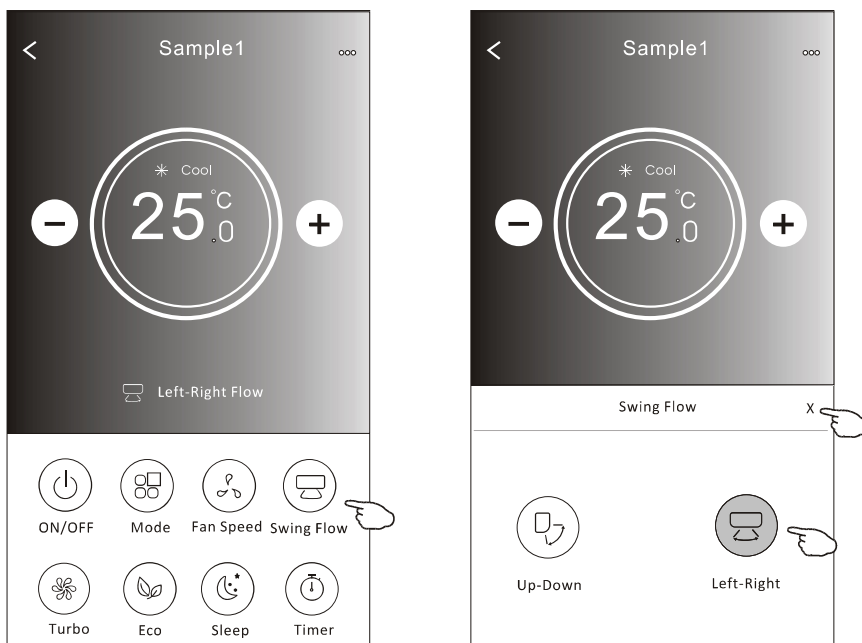 Sample1
Cool
25.0°C
Left-Right Flow
ON/OFF
Mode
Fan Speed
Swing Flow
Turbo
Eco
Sleep
Timer
Sample1
Cool
25.0°C
Swing Flow
X
Up-Down
Left-Right